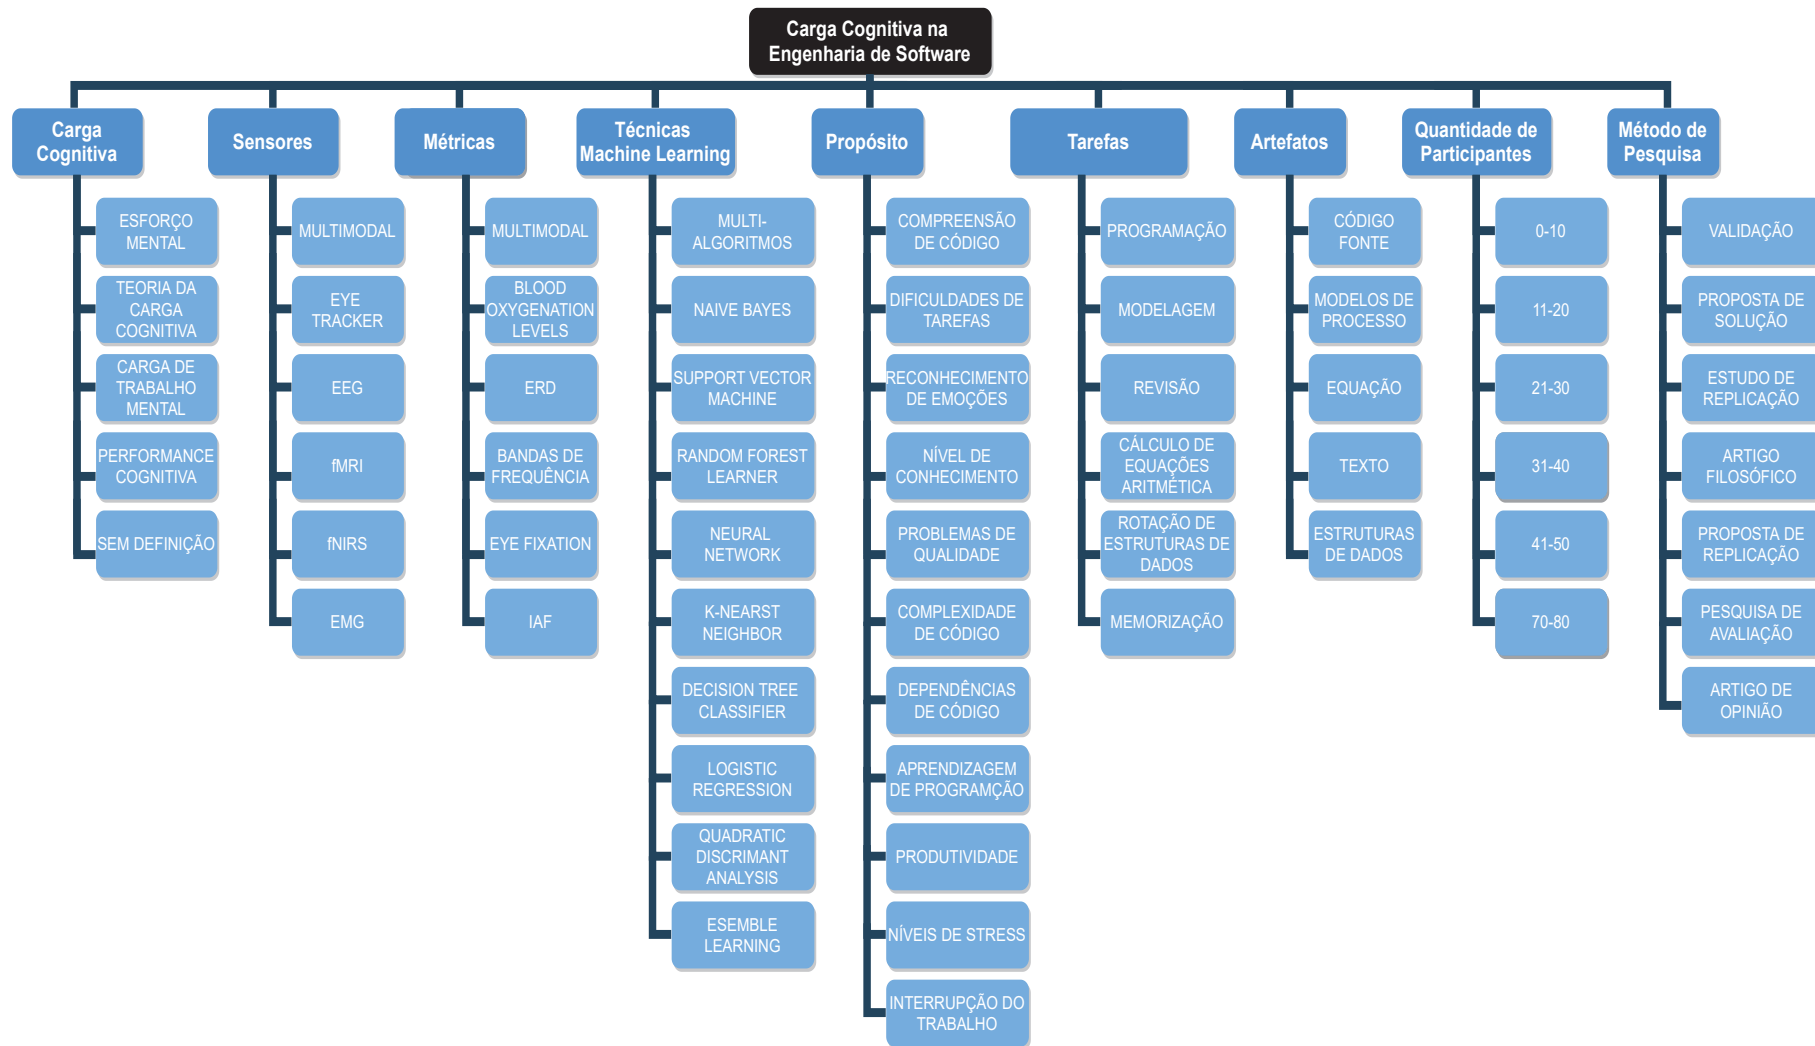 Carga Cognitiva na
Engenharia de Software
Carga
Cognitiva
ESFORÇO
MENTAL
TEORIA DA
CARGA
COGNITIVA
CARGA DE
TRABALHO
MENTAL
PERFORMANCE
COGNITIVA
SEM DEFINIÇÃO
Sensores
MULTIMODAL
EYE
TRACKER
EEG
fMRI
fNIRS
EMG
Métricas
MULTIMODAL
BLOOD
OXYGENATION
LEVELS
ERD
BANDAS DE
FREQUÊNCIA
EYE FIXATION
IAF
Técnicas
Machine Learning
MULTI-
ALGORITMOS
NAIVE BAYES
SUPPORT VECTOR
MACHINE
RANDOM FOREST
LEARNER
NEURAL
NETWORK
K-NEARST
NEIGHBOR
DECISION TREE
CLASSIFIER
LOGISTIC
REGRESSION
QUADRATIC
DISCRIMANT
ANALYSIS
ESEMBLE
LEARNING
Propósito
COMPREENSÃO
DE CÓDIGO
DIFICULDADES DE
TAREFAS
RECONHECIMENTO
DE EMOÇÕES
NÍVEL DE
CONHECIMENTO
PROBLEMAS DE
QUALIDADE
COMPLEXIDADE
DE CÓDIGO
DEPENDÊNCIAS
DE CÓDIGO
APRENDIZAGEM
DE PROGRAMÇÃO
PRODUTIVIDADE
NÍVEIS DE STRESS
INTERRUPÇÃO DO
TRABALHO
Tarefas
PROGRAMAÇÃO
MODELAGEM
REVISÃO
CÁLCULO DE
EQUAÇÕES
ARITMÉTICA
ROTAÇÃO DE
ESTRUTURAS DE
DADOS
MEMORIZAÇÃO
Artefatos
CÓDIGO
FONTE
MODELOS DE
PROCESSO
EQUAÇÃO
TEXTO
ESTRUTURAS
DE DADOS
Quantidade de
Participantes
0-10
11-20
21-30
31-40
41-50
70-80
Método de
Pesquisa
VALIDAÇÃO
PROPOSTA DE
SOLUÇÃO
ESTUDO DE
REPLICAÇÃO
ARTIGO
FILOSÓFICO
PROPOSTA DE
REPLICAÇÃO
PESQUISA DE
AVALIAÇÃO
ARTIGO DE
OPINIÃO